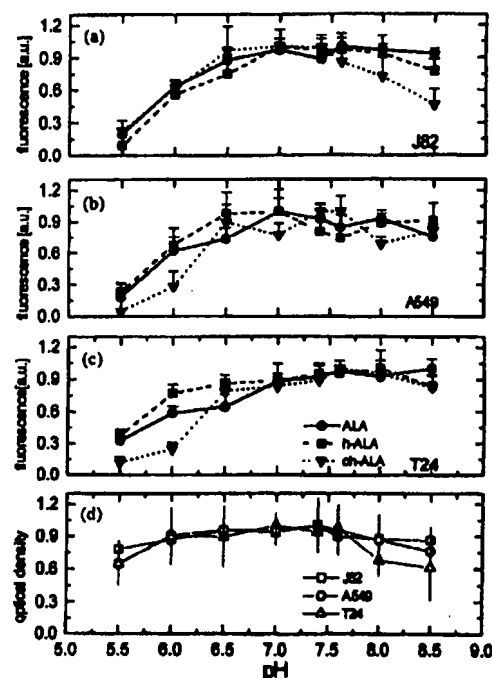 (a)
fluorescence [a.u.]
1.2
0.9
0.6
0.3
0.0
J82
(b)
fluorescence [a.u.]
1.2
0.9
0.6
0.3
0.0
A549
(c)
fluorescence[a.u.]
1.2
0.9
0.6
0.3
0.0
ALA
h-ALA
dh-ALA
T24
(d)
optical density
1.2
0.9
0.6
0.3
0.0
J82
A549
T24
5.0 5.5 6.0 6.5 7.0 7.5 8.0 8.5 9.0
pH